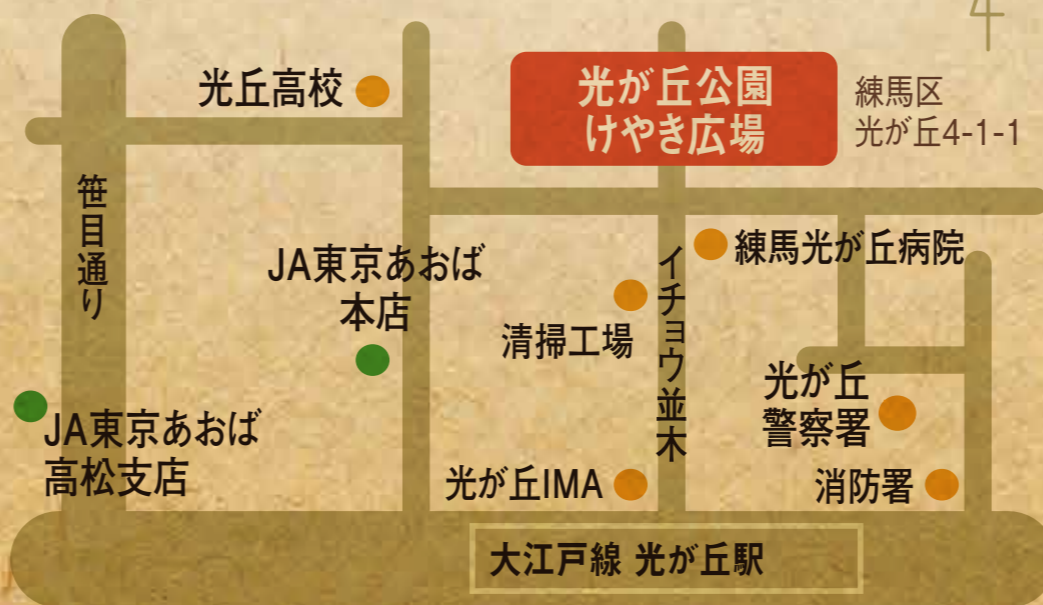 光丘高校
光が丘公園
けやき広場
練馬区
光が丘4-1-1
笹目通り
JA東京あおば
本店
イチョウ並木
練馬光が丘病院
清掃工場
光が丘
警察署
JA東京あおば
高松支店
光が丘IMA
消防署
大江戸線 光が丘駅